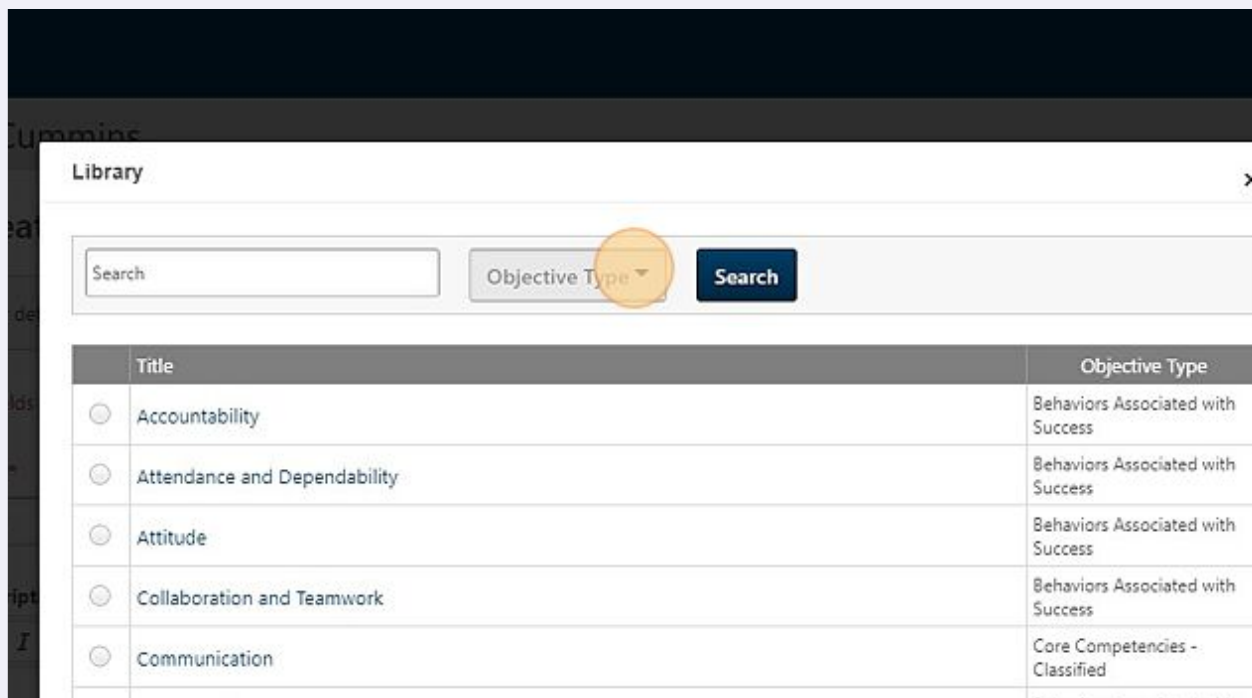 Cummins
Library
Search
Objective Type
Search
Title
Objective Type
Accountability
Behaviors Associated with
Success
Attendance and Dependability
Behaviors Associated with
Success
Attitude
Behaviors Associated with
Success
Collaboration and Teamwork
Behaviors Associated with
Success
I
Communication
Core Competencies -
Classified